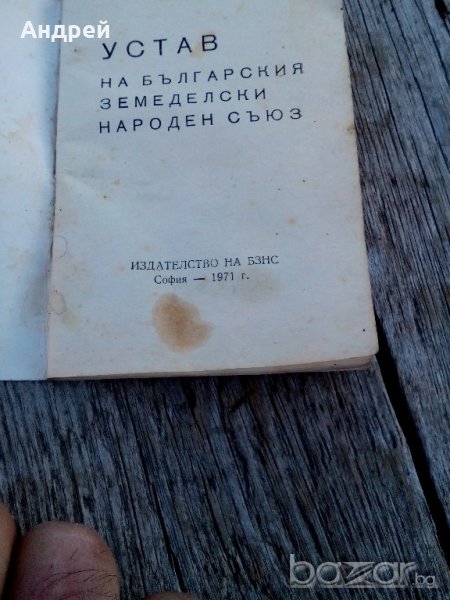 Андрей
УСТАВ
НА БЪЛГАРСКИЯ
ЗЕМЕДЕЛСКИ
НАРОДЕН СЪЮЗ
ИЗДАТЕЛСТВО НА БЗНС
София — 1971 г.
bazar.bg